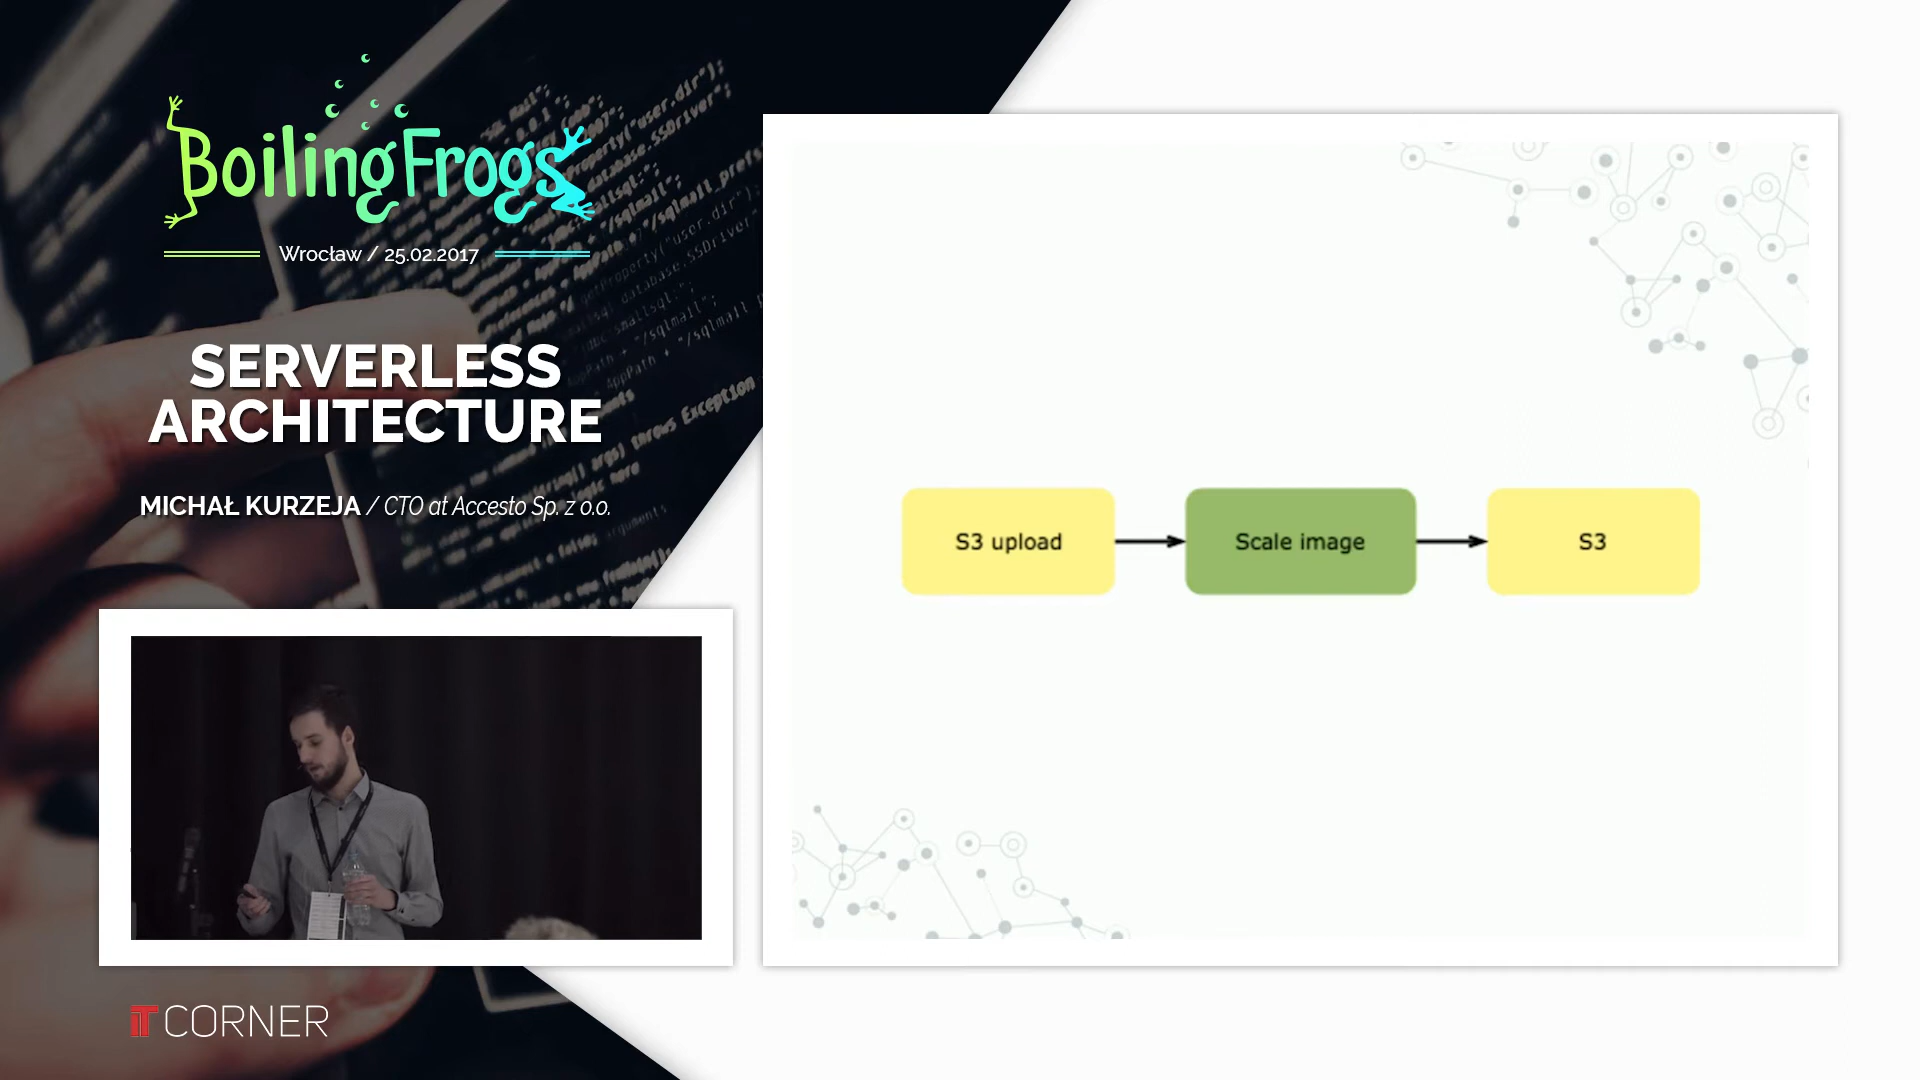 BoilingFrogs
Wrocław / 25.02.2017
SERVERLESS
ARCHITECTURE
MICHAŁ KURZEJA / CTO at Accesto Sp. z o.o.
S3 upload
Scale image
S3
IT CORNER